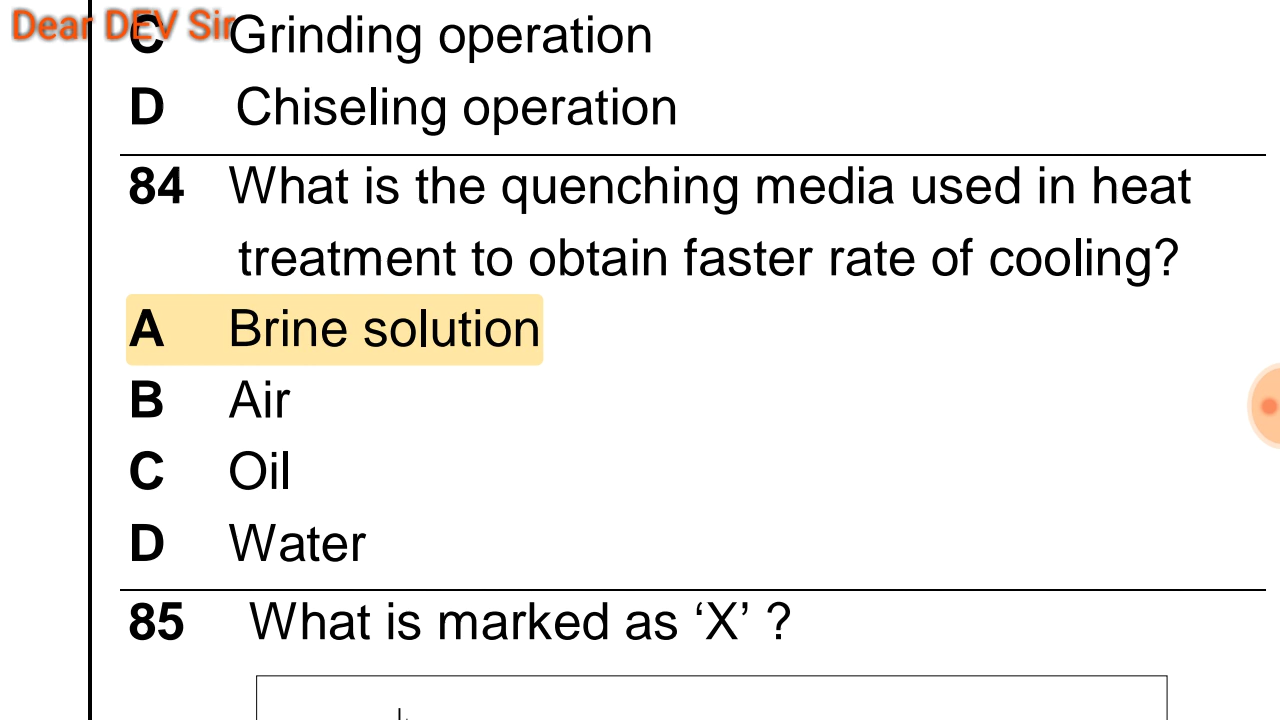 Dear DEV Sir
C Grinding operation
D Chiseling operation
84 What is the quenching media used in heat
treatment to obtain faster rate of cooling?
A Brine solution
B Air
C Oil
D Water
85 What is marked as ‘X’ ?